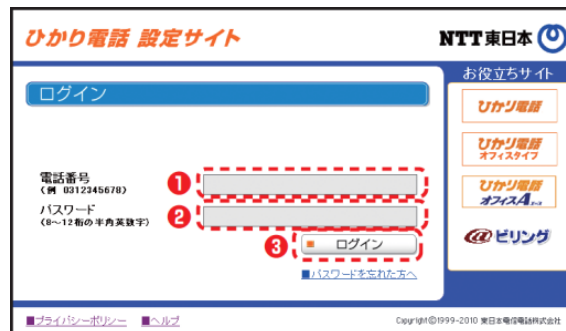 ひかり電話 設定サイト
NTT東日本
お役立ちサイト
ログイン
ひかり電話
ひかり電話
オフィスタイプ
電話番号
(例 0312345678)
1
ひかり電話
オフィスA
パスワード
(8～12桁の半角英数字)
2
@ビリング
3
ログイン
パスワードを忘れた方へ
プライバシーポリシー
ヘルプ
Copyright©1999-2010 東日本電信電話株式会社